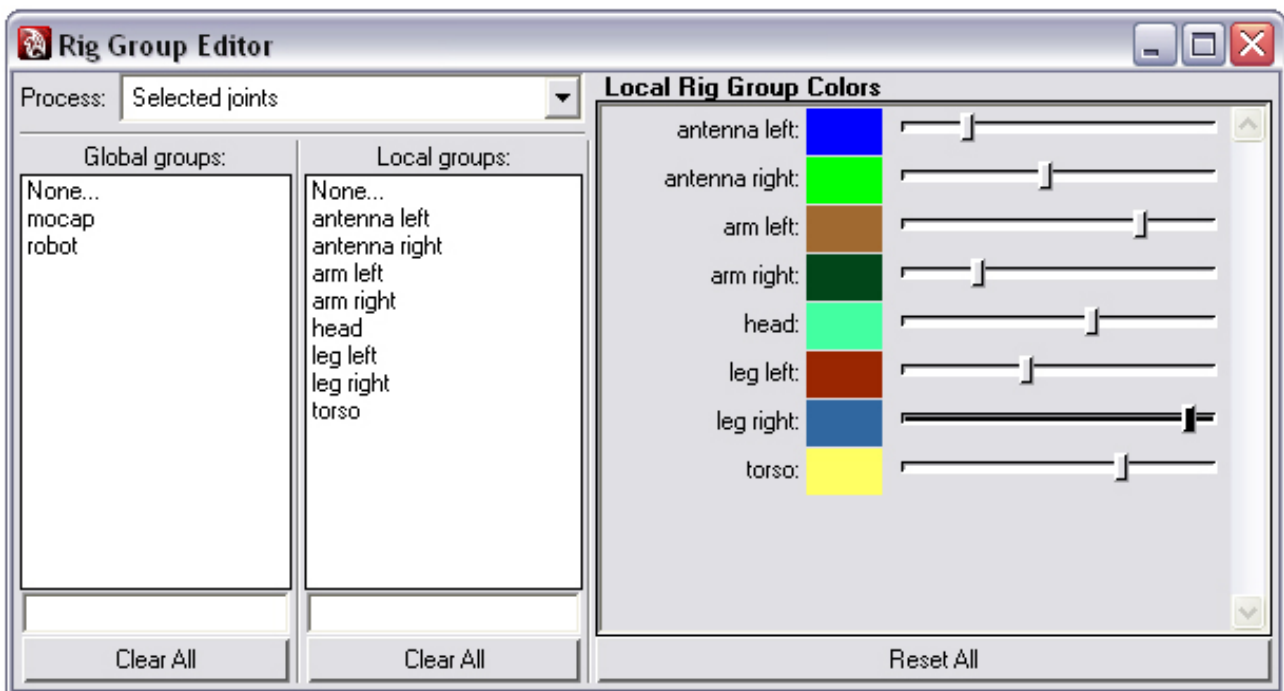 Rig Group Editor
Process: Selected joints
Global groups:
None...
mocap
robot
Clear All
Local groups:
None...
antenna left
antenna right
arm left
arm right
head
leg left
leg right
torso
Clear All
Local Rig Group Colors
antenna left:
antenna right:
arm left:
arm right:
head:
leg left:
leg right:
torso:
Reset All